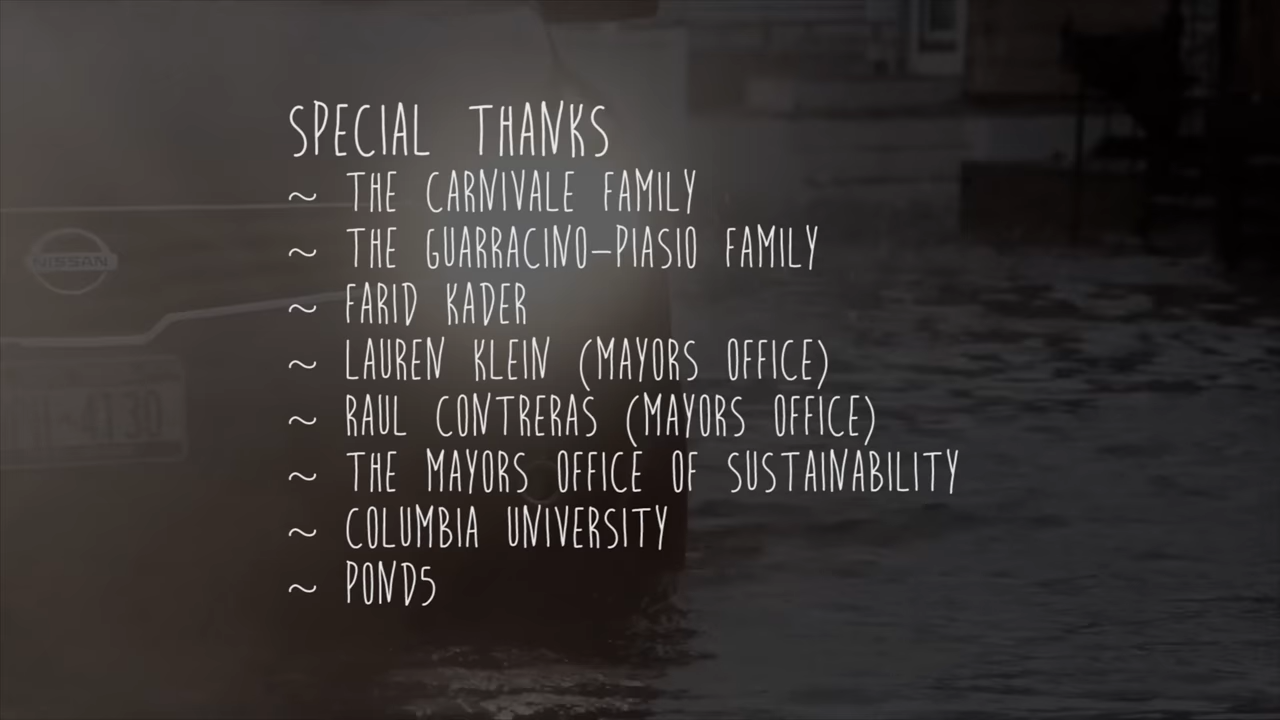 SPECIAL THANKS
~ THE CARNIVALE FAMILY
~ THE GUARRACINO-PIASIO FAMILY
~ FARID KADER
~ LAUREN KLEIN (MAYORS OFFICE)
~ RAUL CONTRERAS (MAYORS OFFICE)
~ THE MAYORS OFFICE OF SUSTAINABILITY
~ COLUMBIA UNIVERSITY
~ POND5
NISSAN